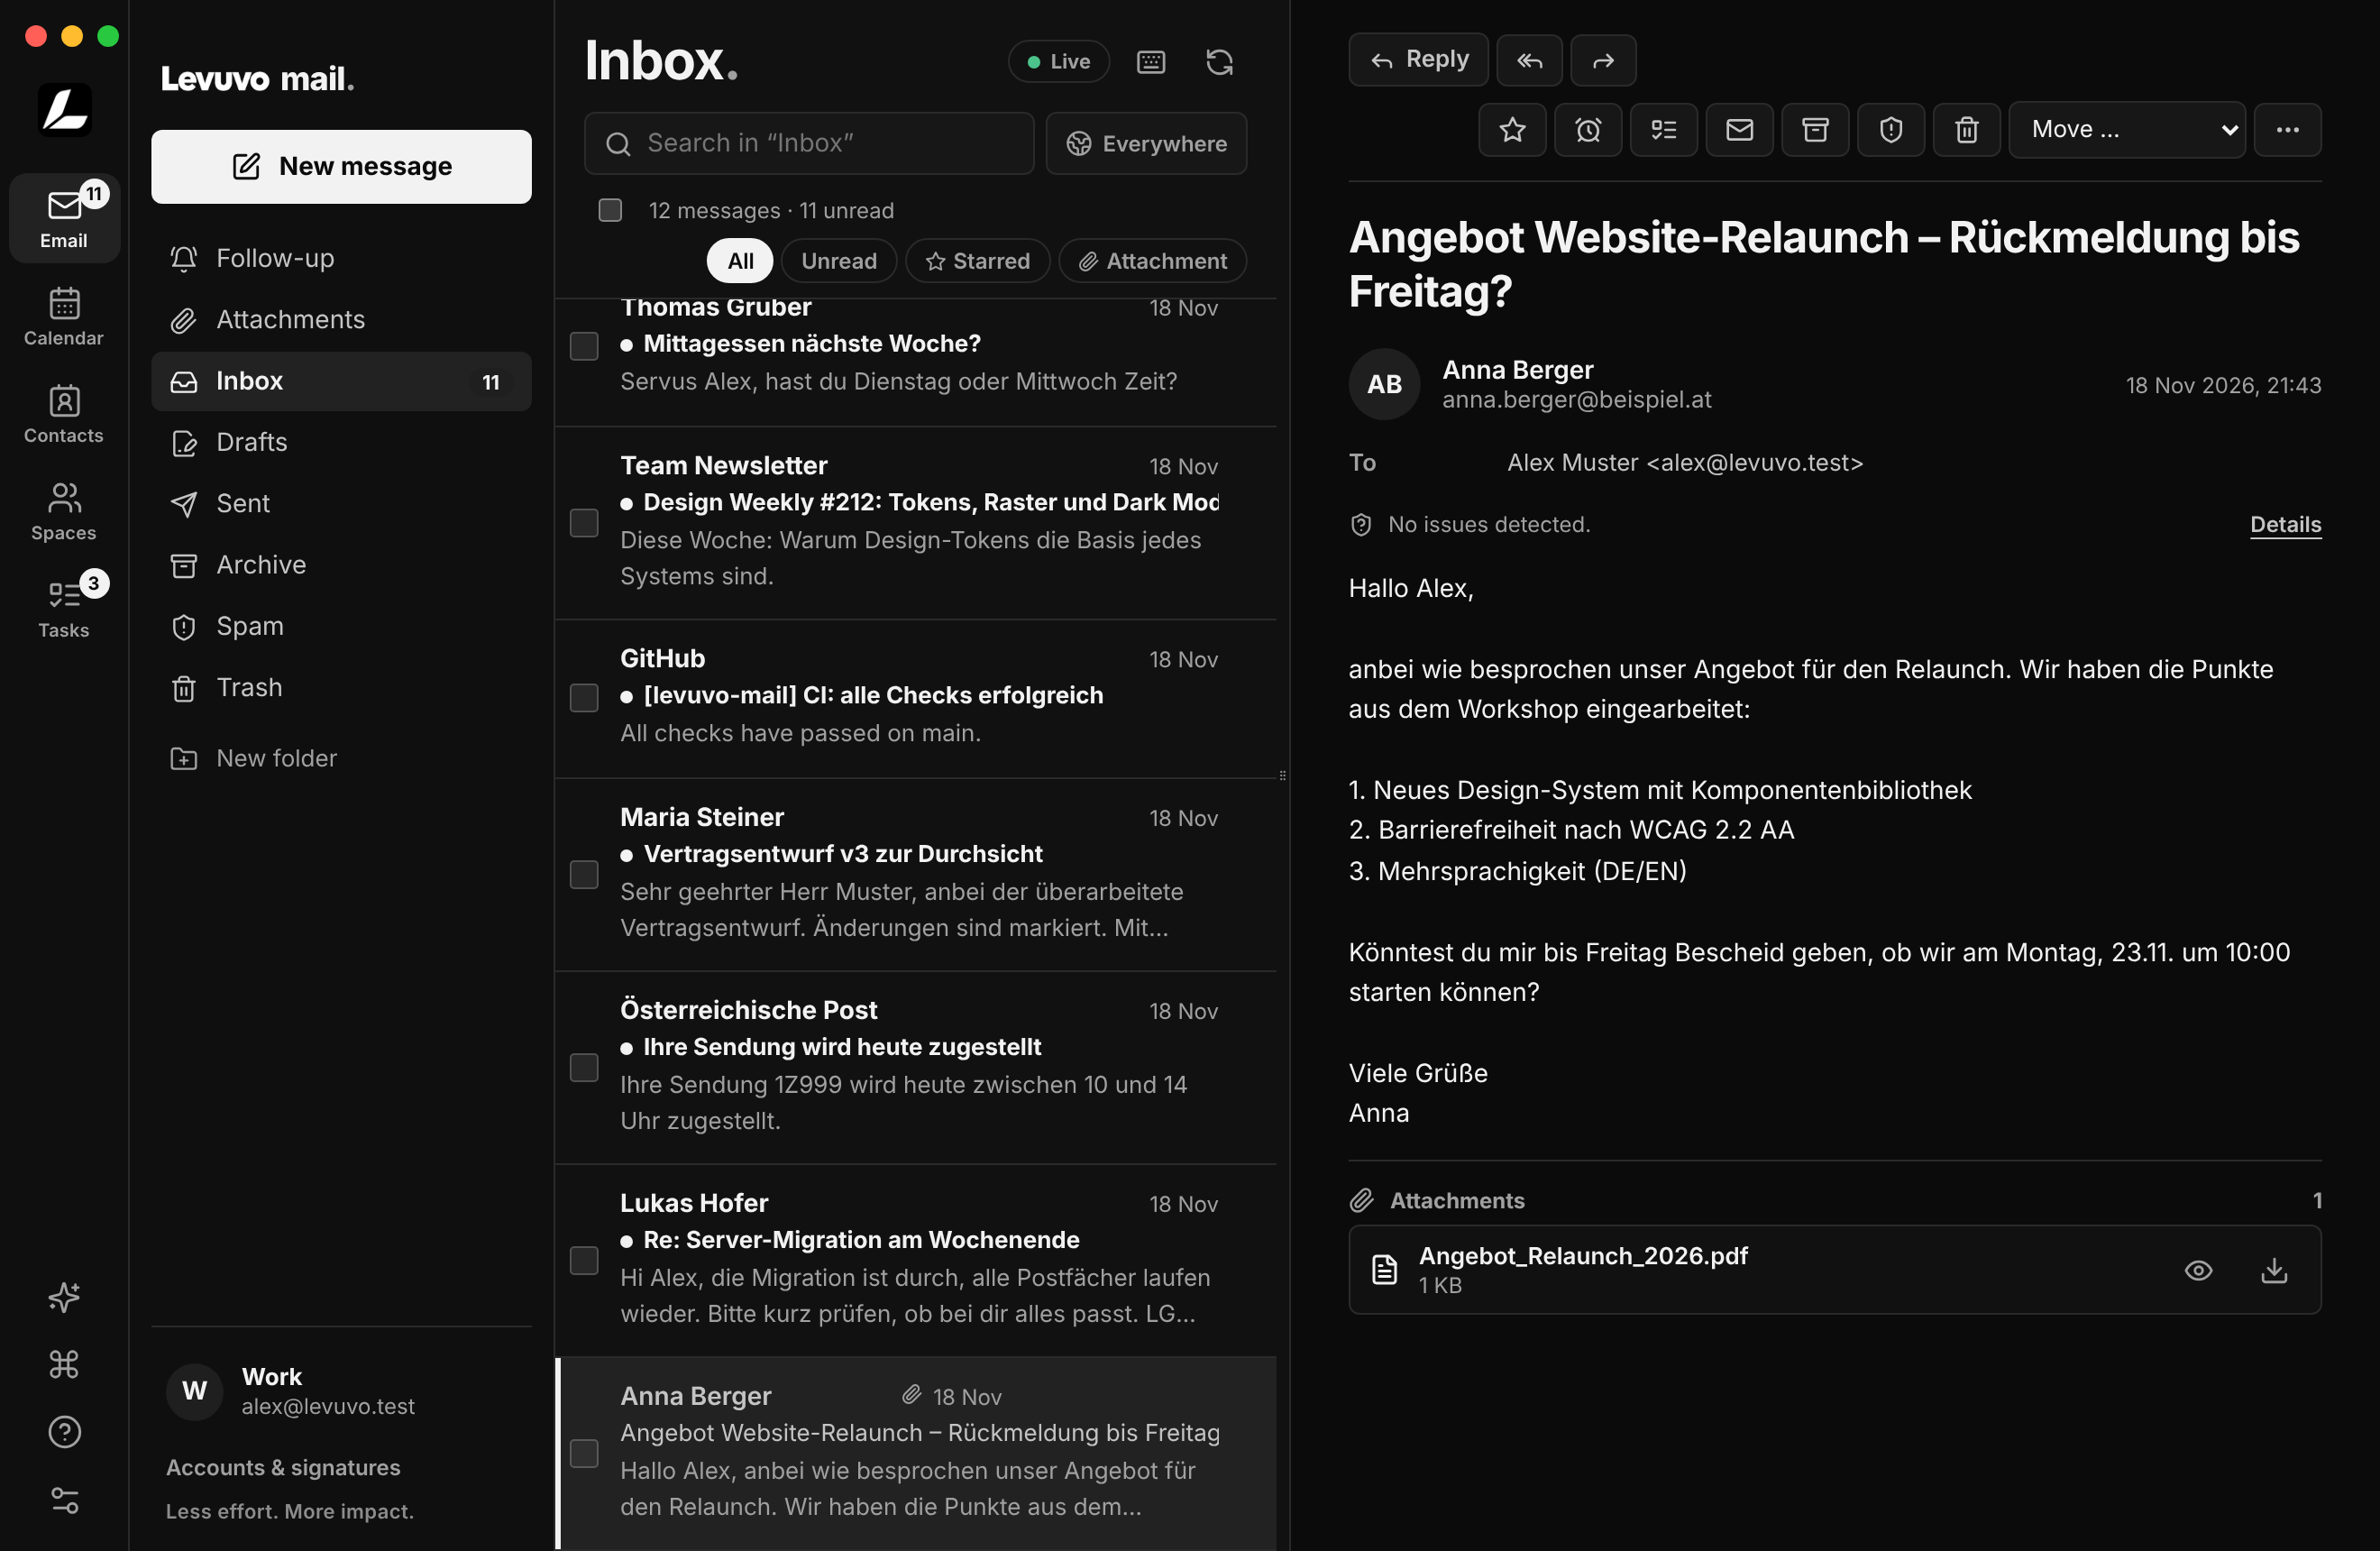 11
Email
Calendar
Contacts
Spaces
3
Tasks
Levuvo mail.
New message
Follow-up
Attachments
Inbox 11
Drafts
Sent
Archive
Spam
Trash
New folder
W
Work
alex@levuvo.test
Accounts & signatures
Less effort. More impact.
Inbox.
Live
Search in “Inbox”
Everywhere
12 messages · 11 unread
All Unread Starred Attachment
Thomas Gruber 18 Nov
Mittagessen nächste Woche?
Servus Alex, hast du Dienstag oder Mittwoch Zeit?
Team Newsletter 18 Nov
Design Weekly #212: Tokens, Raster und Dark Mod
Diese Woche: Warum Design-Tokens die Basis jedes
Systems sind.
GitHub 18 Nov
[levuvo-mail] CI: alle Checks erfolgreich
All checks have passed on main.
Maria Steiner 18 Nov
Vertragsentwurf v3 zur Durchsicht
Sehr geehrter Herr Muster, anbei der überarbeitete
Vertragsentwurf. Änderungen sind markiert. Mit...
Österreichische Post 18 Nov
Ihre Sendung wird heute zugestellt
Ihre Sendung 1Z999 wird heute zwischen 10 und 14
Uhr zugestellt.
Lukas Hofer 18 Nov
Re: Server-Migration am Wochenende
Hi Alex, die Migration ist durch, alle Postfächer laufen
wieder. Bitte kurz prüfen, ob bei dir alles passt. LG...
Anna Berger 18 Nov
Angebot Website-Relaunch – Rückmeldung bis Freitag
Hallo Alex, anbei wie besprochen unser Angebot für
den Relaunch. Wir haben die Punkte aus dem...
Reply
Move ...
Angebot Website-Relaunch – Rückmeldung bis
Freitag?
AB
Anna Berger
anna.berger@beispiel.at
18 Nov 2026, 21:43
To Alex Muster <alex@levuvo.test>
No issues detected. Details
Hallo Alex,
anbei wie besprochen unser Angebot für den Relaunch. Wir haben die Punkte
aus dem Workshop eingearbeitet:
1. Neues Design-System mit Komponentenbibliothek
2. Barrierefreiheit nach WCAG 2.2 AA
3. Mehrsprachigkeit (DE/EN)
Könntest du mir bis Freitag Bescheid geben, ob wir am Montag, 23.11. um 10:00
starten können?
Viele Grüße
Anna
Attachments 1
Angebot_Relaunch_2026.pdf
1 KB